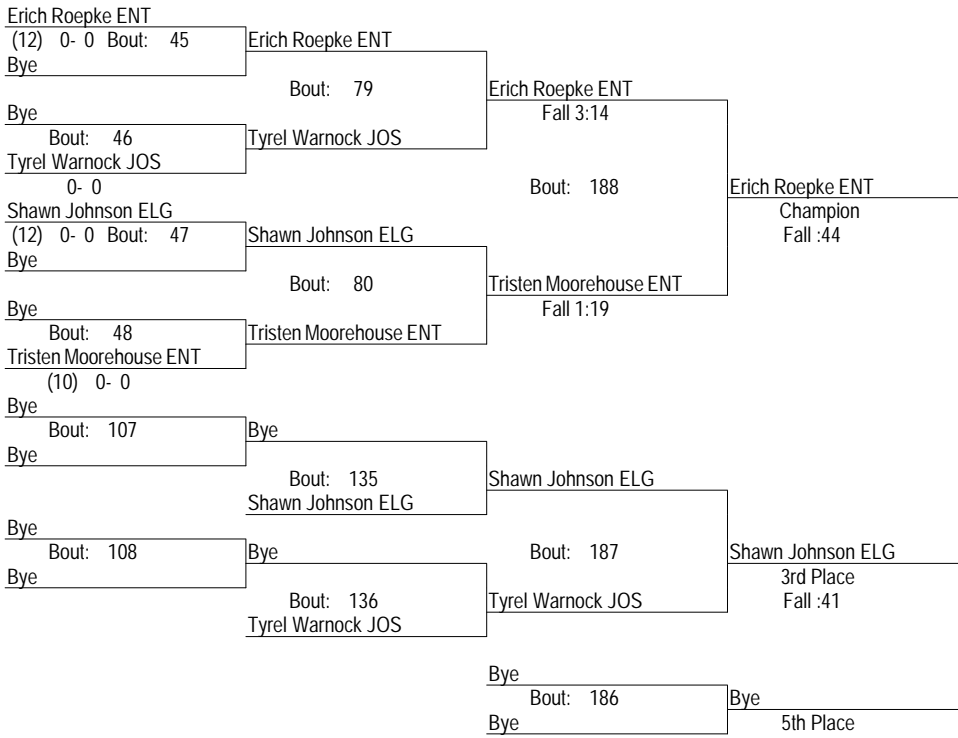 Erich Roepke ENT
(12) 0- 0 Bout: 45
Erich Roepke ENT
Bye
Bout: 79
Erich Roepke ENT
Bye
Fall 3:14
Bout: 46
Tyrel Warnock JOS
Tyrel Warnock JOS
0- 0
Bout: 188
Erich Roepke ENT
Shawn Johnson ELG
Champion
(12) 0- 0 Bout: 47
Shawn Johnson ELG
Fall :44
Bye
Bout: 80
Tristen Moorehouse ENT
Bye
Fall 1:19
Bout: 48
Tristen Moorehouse ENT
Tristen Moorehouse ENT
(10) 0- 0
Bye
Bout: 107
Bye
Bye
Bout: 135
Shawn Johnson ELG
Shawn Johnson ELG
Bye
Bout: 108
Bye
Bout: 187
Shawn Johnson ELG
Bye
3rd Place
Bout: 136
Tyrel Warnock JOS
Fall :41
Tyrel Warnock JOS
Bye
Bout: 186
Bye
Bye
5th Place